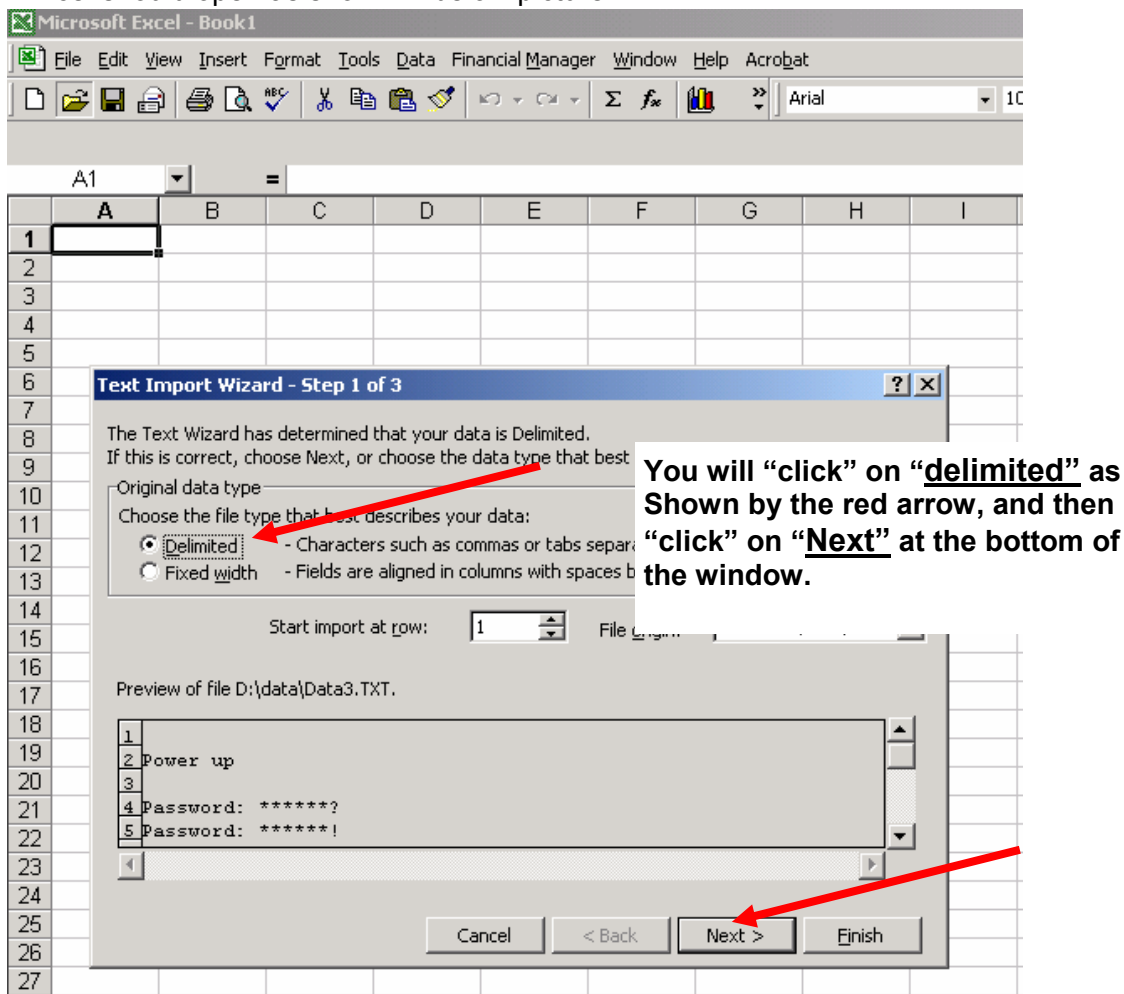 Microsoft Excel - Book1
File Edit View Insert Format Tools Data Financial Manager Window Help Acrobat
ABC Σ fx » Arial 10
A1 =
A B C D E F G H I
1
2
3
4
5
6
7
8
9
10
11
12
13
14
15
16
17
18
19
20
21
22
23
24
25
26
27
Text Import Wizard - Step 1 of 3 ? X
The Text Wizard has determined that your data is Delimited.
If this is correct, choose Next, or choose the data type that best
Original data type
Choose the file type that best describes your data:
Delimited - Characters such as commas or tabs
Fixed width - Fields are aligned in columns with spaces
Start import at row: 1 File
Preview of file D:\data\Data3.TXT.
1
2 Power up
3
4 Password: ******?
5 Password: ******!
Cancel < Back Next > Finish
You will “click” on “delimited” as
Shown by the red arrow, and then
“click” on “Next” at the bottom of
the window.